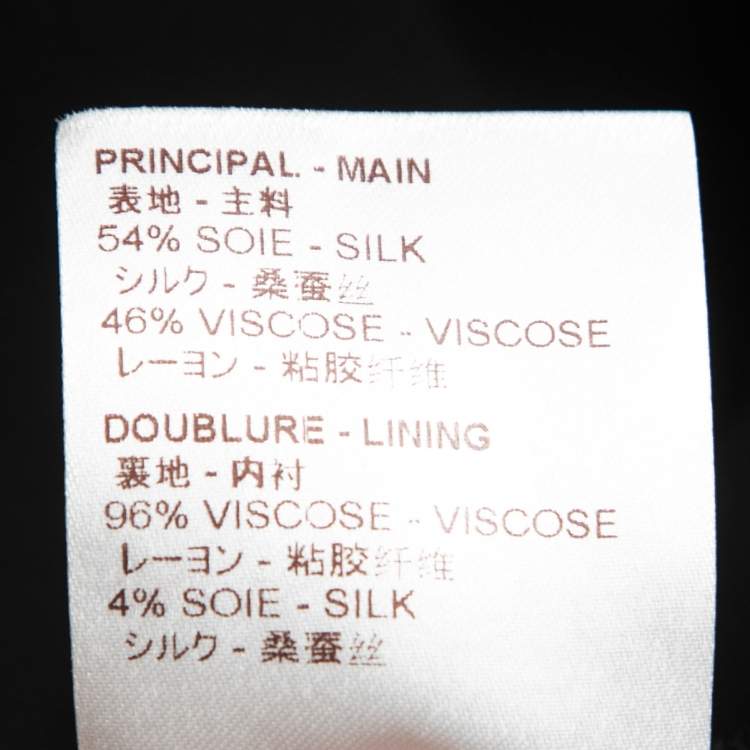 PRINCIPAL - MAIN
表地 - 主料
54% SOIE - SILK
シルク - 桑蚕丝
46% VISCOSE - VISCOSE
レーヨン - 粘胶纤维
DOUBLURE - LINING
裏地 - 内衬
96% VISCOSE - VISCOSE
レーヨン - 粘胶纤维
4% SOIE - SILK
シルク - 桑蚕丝